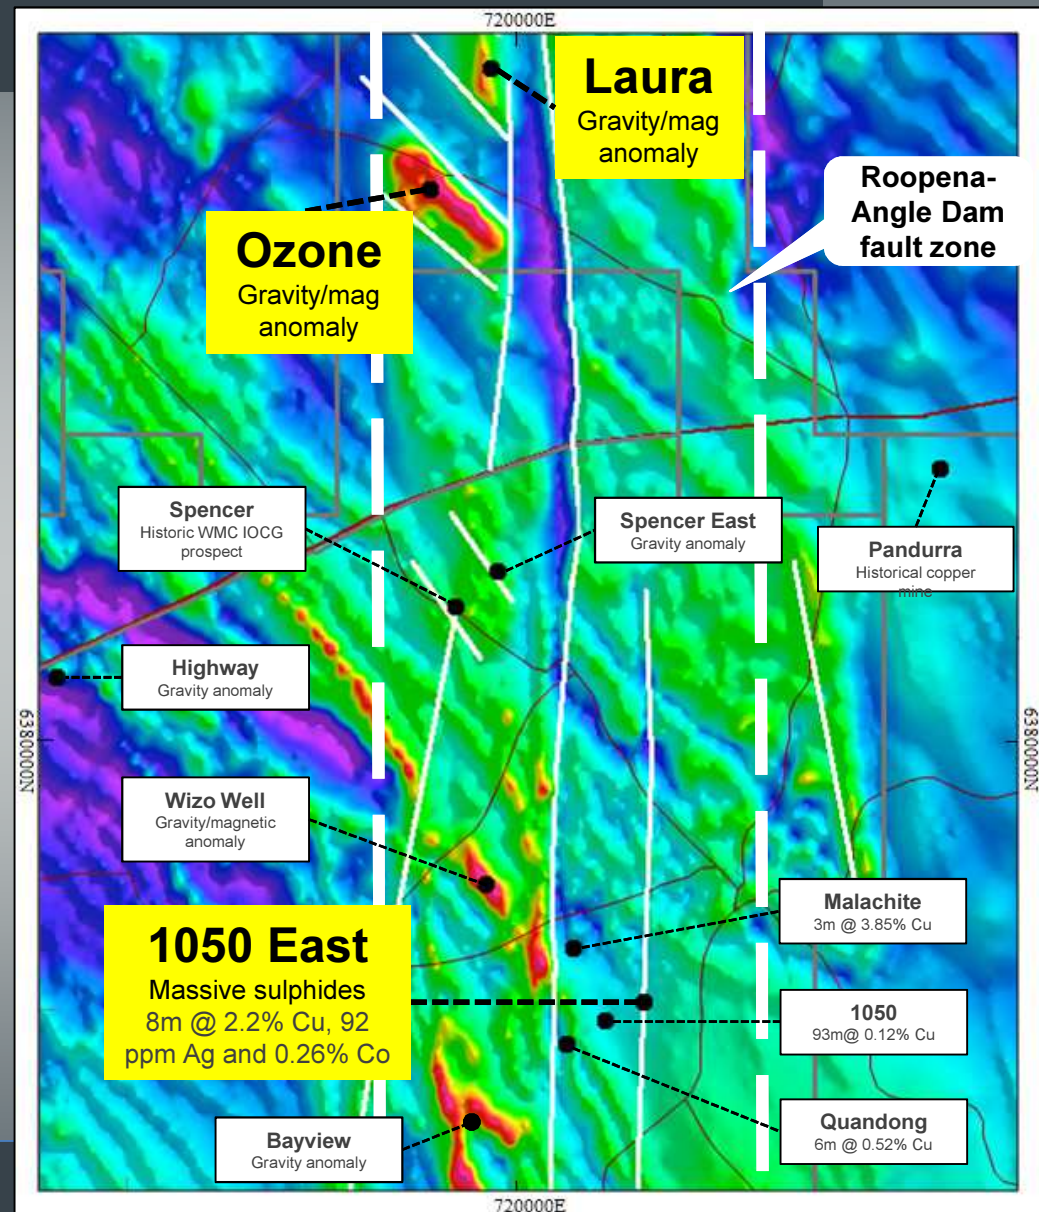 720000E
Laura
Gravity/mag
anomaly
Roopena-
Angle Dam
fault zone
Ozone
Gravity/mag
anomaly
Spencer
Historic WMC IOCG
prospect
Spencer East
Gravity anomaly
Pandurra
Historical copper
mine
Highway
Gravity anomaly
6380000N
6380000N
Wizo Well
Gravity/magnetic
anomaly
Malachite
3m @ 3.85% Cu
1050 East
Massive sulphides
8m @ 2.2% Cu, 92
ppm Ag and 0.26% Co
1050
93m@ 0.12% Cu
Quandong
6m @ 0.52% Cu
Bayview
Gravity anomaly
720000E